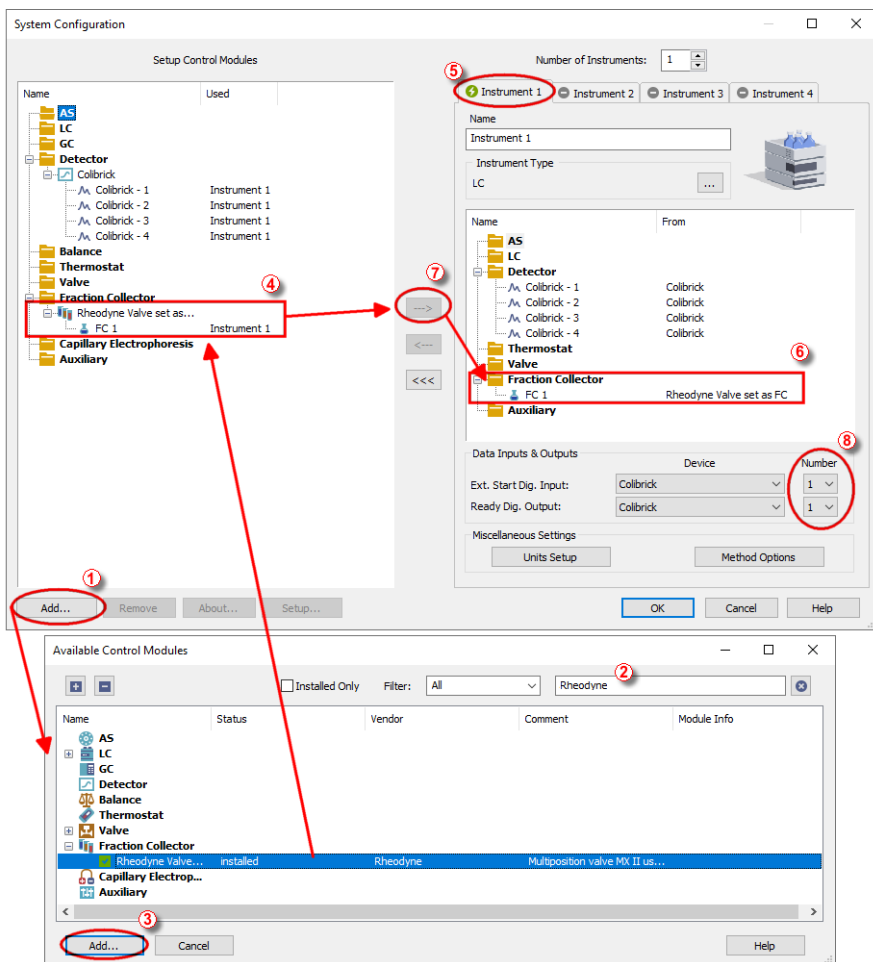 System Configuration
Setup Control Modules
Number of Instruments: 1
5
Name Used
AS
LC
GC
Detector
Colibrick
Colibrick - 1 Instrument 1
Colibrick - 2 Instrument 1
Colibrick - 3 Instrument 1
Colibrick - 4 Instrument 1
Balance
Thermostat
Valve
4
Fraction Collector
Rheodyne Valve set as...
FC 1 Instrument 1
Capillary Electrophoresis
Auxiliary
7
--->
<---
<<<
Instrument 1 Instrument 2 Instrument 3 Instrument 4
Name
Instrument 1
Instrument Type
LC ...
Name From
AS
LC
Detector
Colibrick - 1 Colibrick
Colibrick - 2 Colibrick
Colibrick - 3 Colibrick
Colibrick - 4 Colibrick
Thermostat
Valve
6
Fraction Collector
FC 1 Rheodyne Valve set as FC
Auxiliary
8
Data Inputs & Outputs
Device Number
Ext. Start Dig. Input: Colibrick 1
Ready Dig. Output: Colibrick 1
Miscellaneous Settings
Units Setup Method Options
1
Add... Remove About... Setup... OK Cancel Help
Available Control Modules
2
Installed Only Filter: All Rheodyne
Name Status Vendor Comment Module Info
AS
LC
GC
Detector
Balance
Thermostat
Valve
Fraction Collector
Rheodyne Valve... installed Rheodyne Multiposition valve MX II us...
Capillary Electrop...
Auxiliary
3
Add... Cancel Help